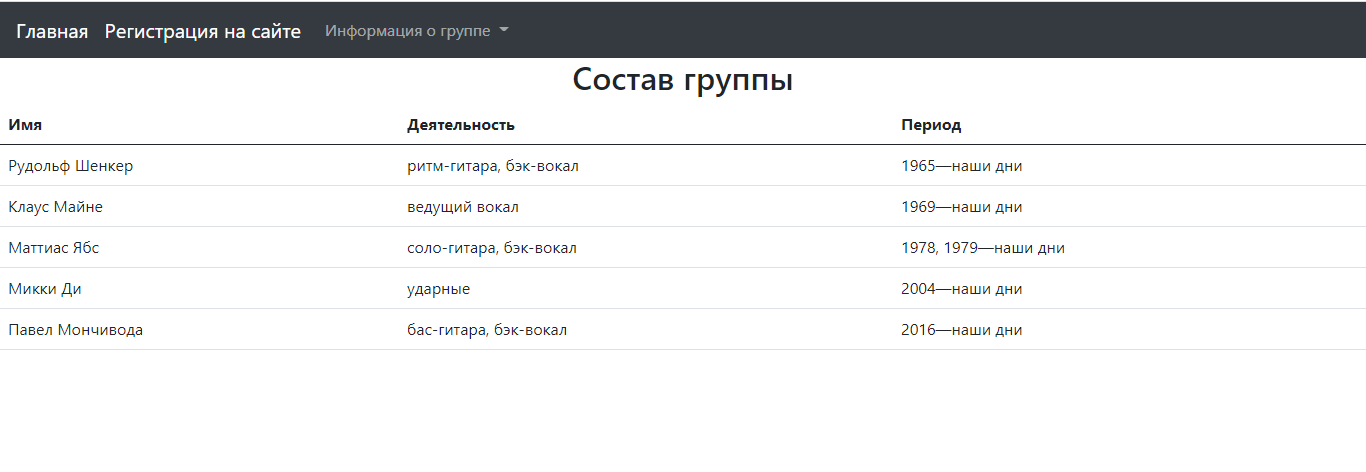 Главная Регистрация на сайте Информация о группе
Состав группы
Имя Деятельность Период
Рудольф Шенкер ритм-гитара, бэк-вокал 1965—наши дни
Клаус Майне ведущий вокал 1969—наши дни
Маттиас Ябс соло-гитара, бэк-вокал 1978, 1979—наши дни
Микки Ди ударные 2004—наши дни
Павел Мончивода бас-гитара, бэк-вокал 2016—наши дни